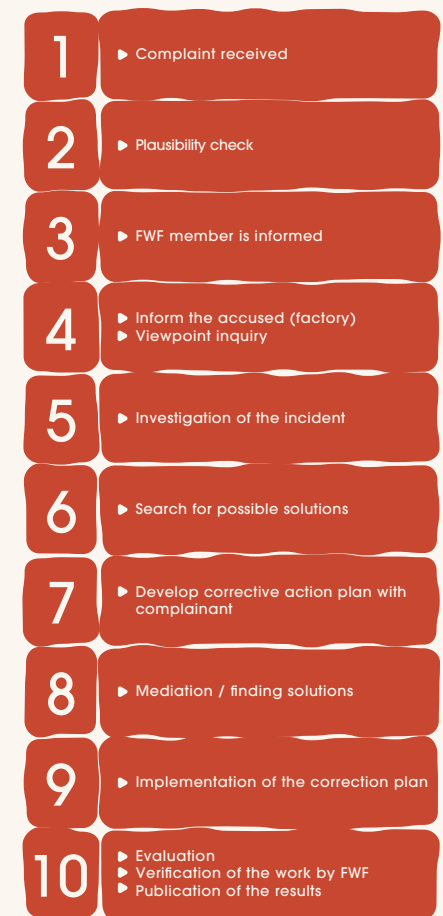 1
Complaint received
2
Plausibility check
3
FWF member is informed
4
Inform the accused (factory)
Viewpoint inquiry
5
Investigation of the incident
6
Search for possible solutions
7
Develop corrective action plan with
complainant
8
Mediation / finding solutions
9
Implementation of the correction plan
10
Evaluation
Verification of the work by FWF
Publication of the results